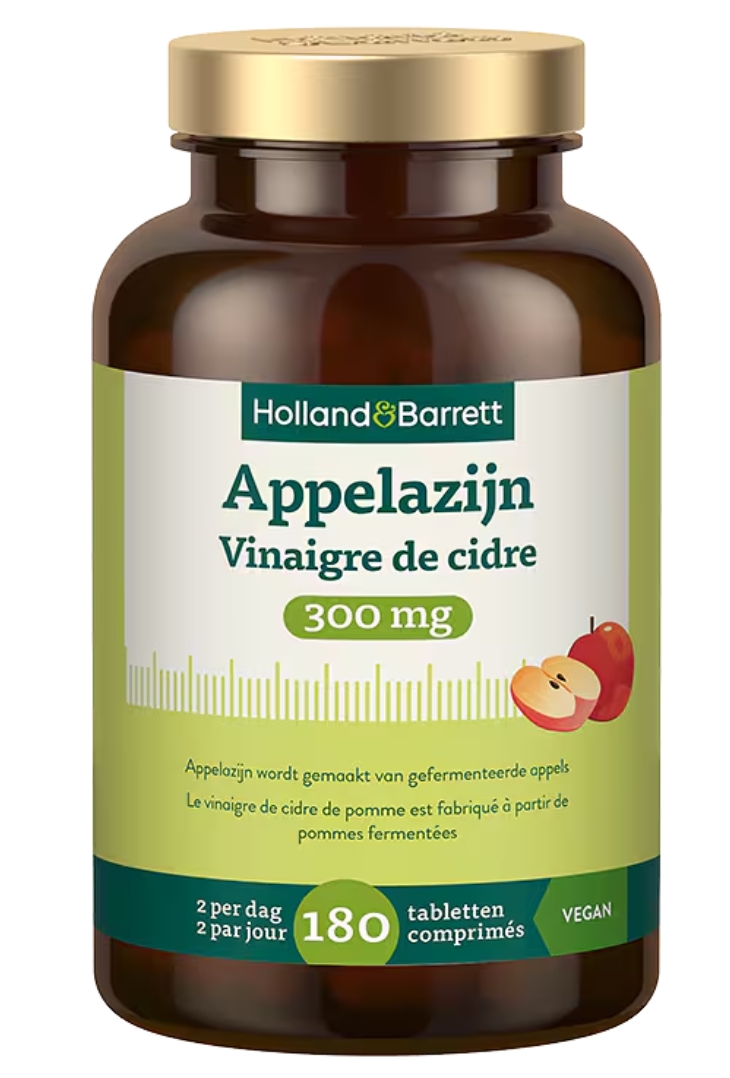 Holland&Barrett
Appelazijn
Vinaigre de cidre
300 mg
Appelazijn wordt gemaakt van gefermenteerde appels
Le vinaigre de cidre de pomme est fabriqué à partir de
pommes fermentées
2 per dag
2 par jour
180
tabletten
comprimés
VEGAN